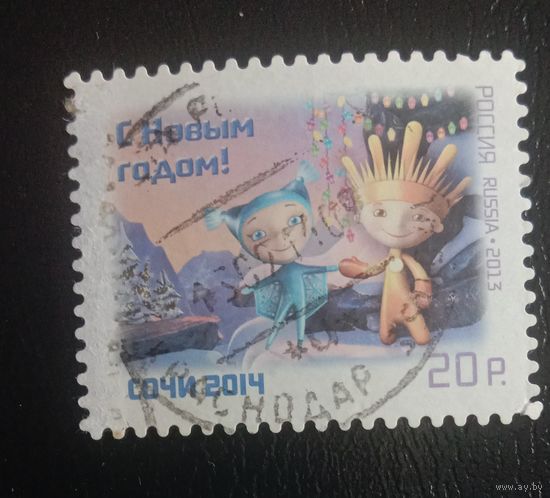 С Новым
годом!
РОССИЯ RUSSIA • 2013
СОЧИ 2014
20 р.
КРАСНОДАР
www.ay.by